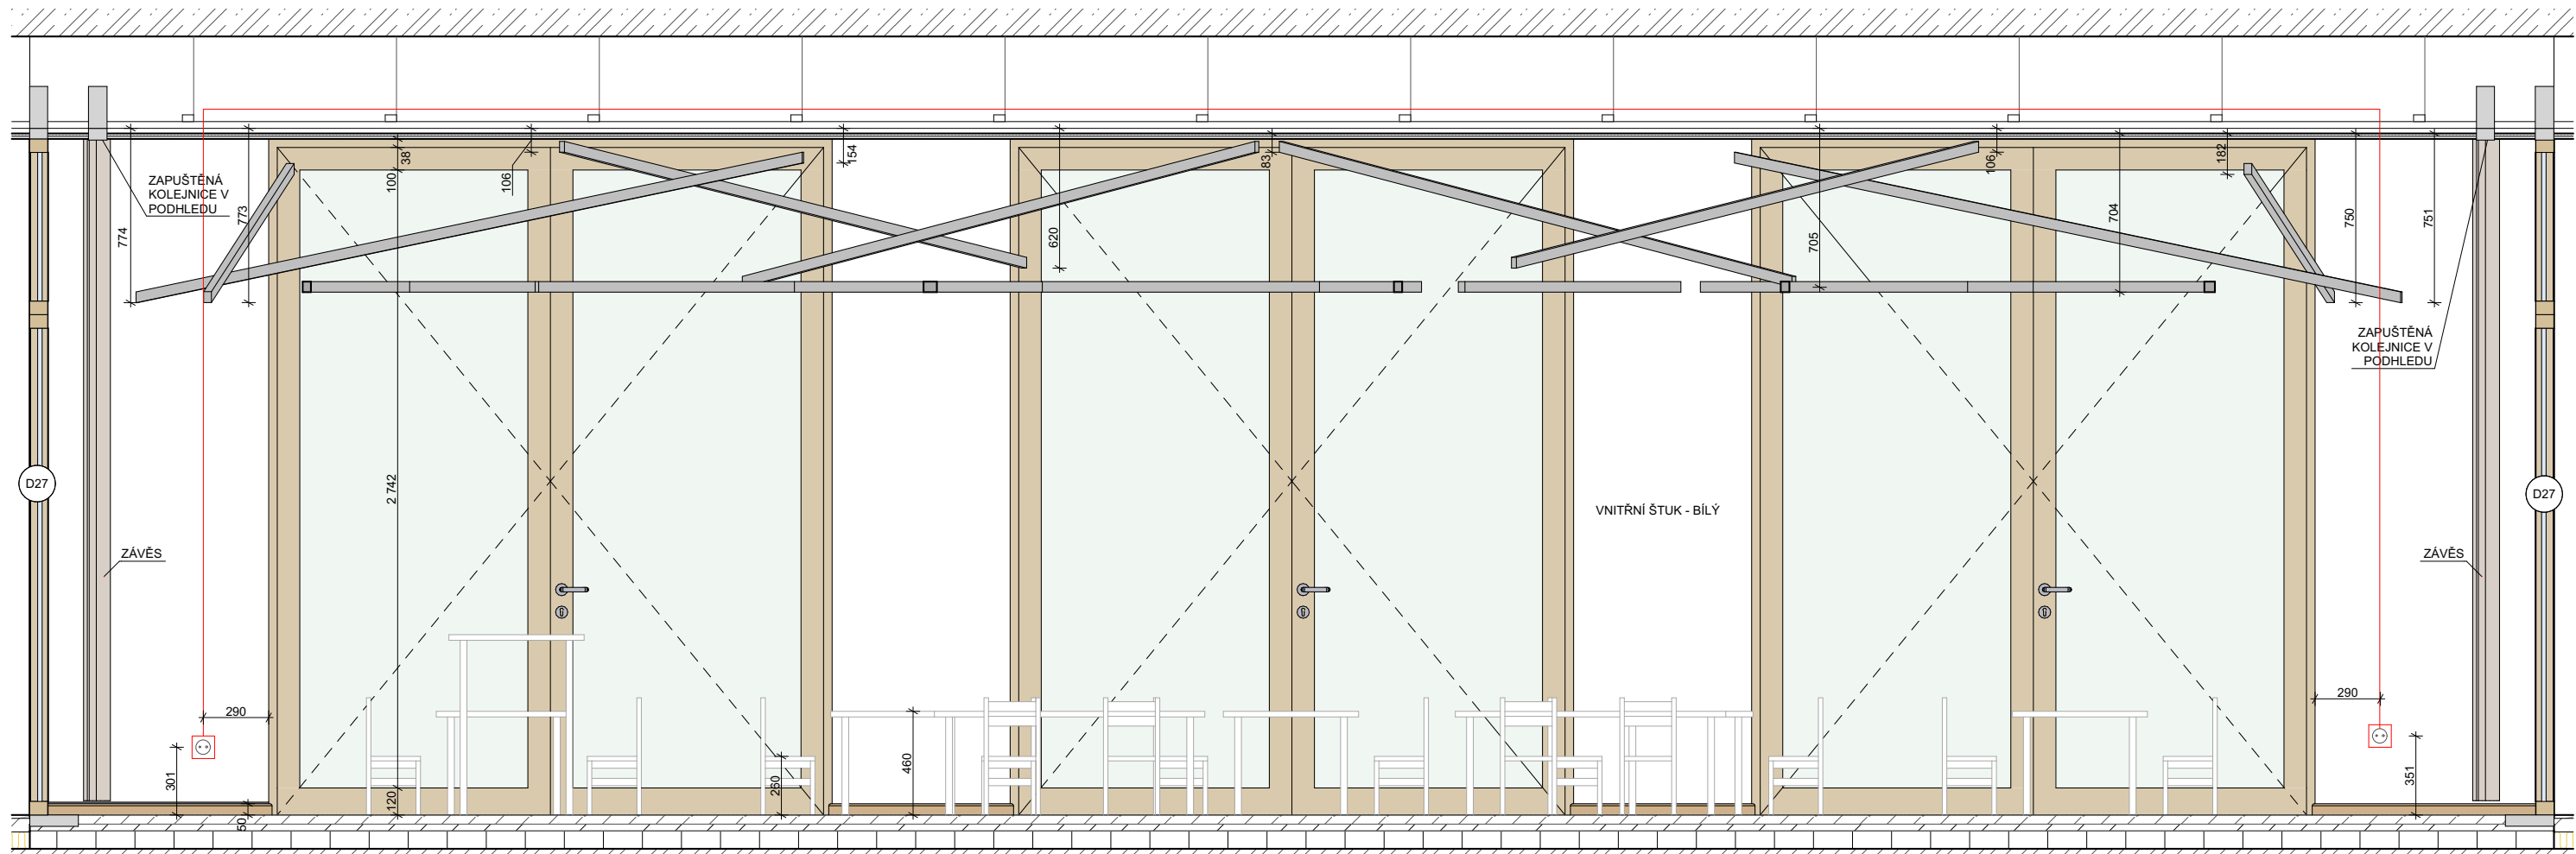 ZAPUŠTĚNÁ
KOLEJNICE V
PODHLEDU
774
773
38
100
106
154
620
83
705
106
704
182
750
751
ZAPUŠTĚNÁ
KOLEJNICE V
PODHLEDU
D27
2 742
D27
VNITŘNÍ ŠTUK - BÍLÝ
ZÁVĚS
ZÁVĚS
290
290
301
260
460
351
120
50